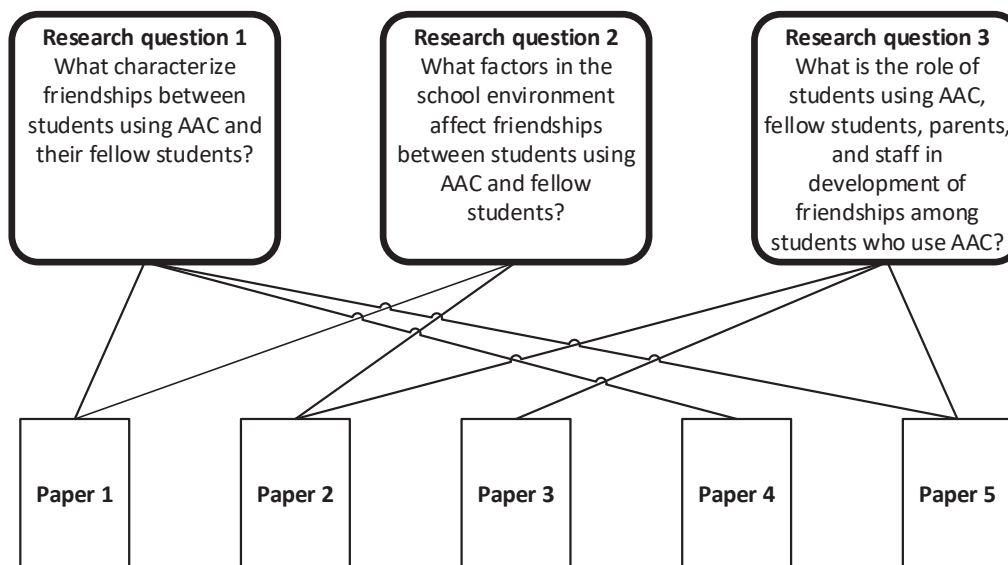 Research question 1
What characterize
friendships between
students using AAC and
their fellow students?
Research question 2
What factors in the
school environment
affect friendships
between students using
AAC and fellow
students?
Research question 3
What is the role of
students using AAC,
fellow students, parents,
and staff in
development of
friendships among
students who use AAC?
Paper 1
Paper 2
Paper 3
Paper 4
Paper 5